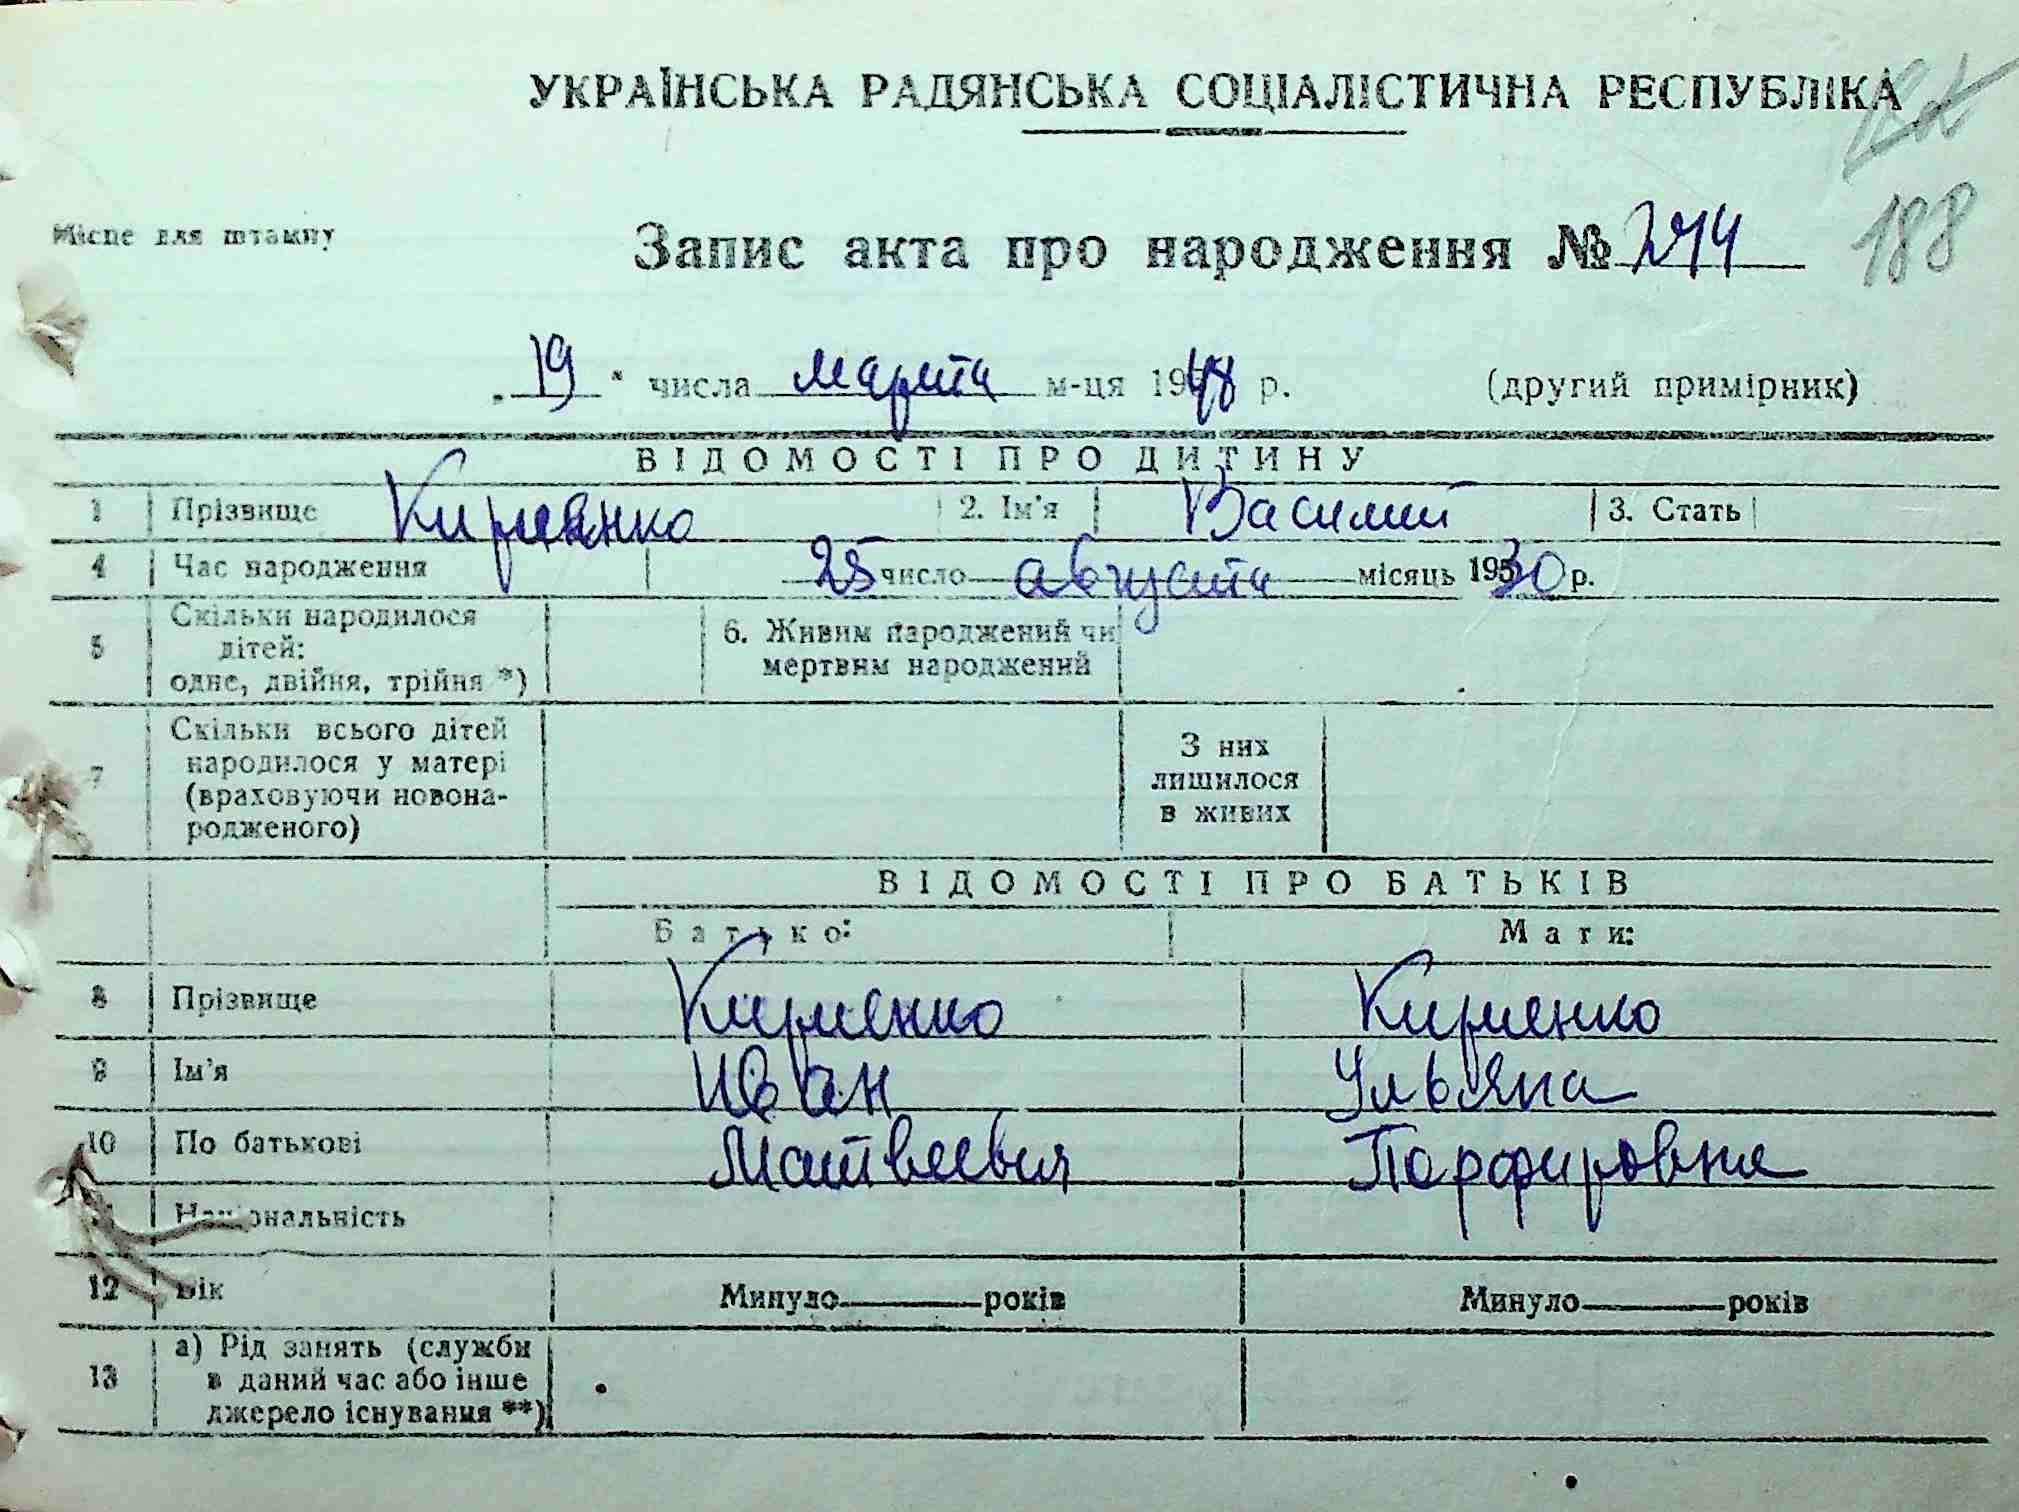 УКРАЇНСЬКА РАДЯНСЬКА СОЦІАЛІСТИЧНА РЕСПУБЛІКА
188
Місце для штампу
Запис акта про народження № 274
„19" числа марта м-ця 1948 р. (другий примірник)
ВІДОМОСТІ ПРО ДИТИНУ
1 Прізвище Кириенко 2. Ім'я Василий 3. Стать
4 Час народження 25 число августа місяць 1930 р.
5 Скільки народилося
дітей:
одне, двійня, трійня *)
6. Живим народжений чи
мертвим народжений
7 Скільки всього дітей
народилося у матері
(враховуючи новона-
родженого)
З них
лишилося
в живих
ВІДОМОСТІ ПРО БАТЬКІВ
Батько: Мати:
8 Прізвище Кириенко Кириенко
9 Ім'я Иван Ульяна
10 По батькові Матвеевич Порфировна
11 Національність
12 Вік Минуло років Минуло років
13 а) Рід занять (служби
в даний час або інше
джерело існування **)